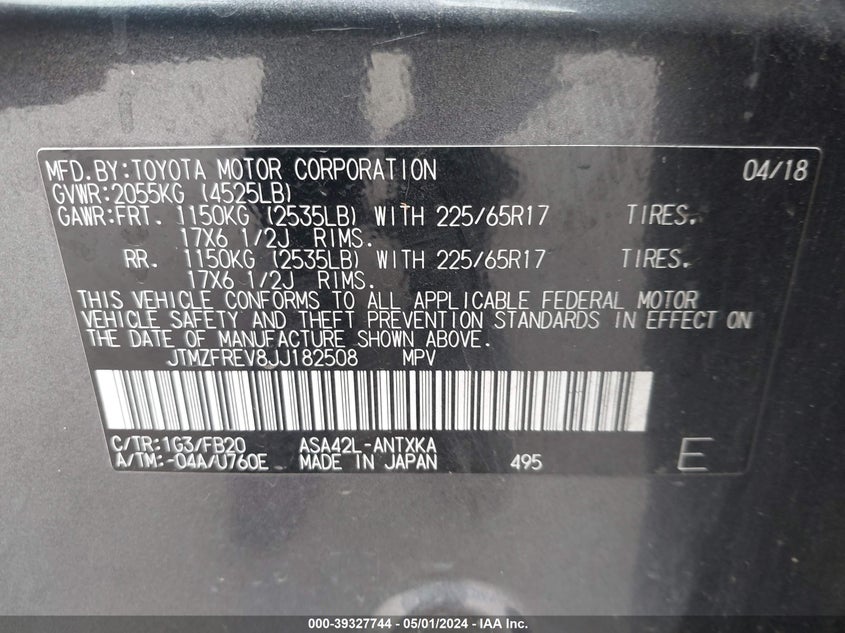 MFD.BY:TOYOTA MOTOR CORPORATION 04/18
GVWR:2055KG (4525LB)
GAWR:FRT. 1150KG (2535LB) WITH 225/65R17 TIRES.
17X6 1/2J RIMS.
RR. 1150KG (2535LB) WITH 225/65R17 TIRES.
17X6 1/2J RIMS.
THIS VEHICLE CONFORMS TO ALL APPLICABLE FEDERAL MOTOR
VEHICLE SAFETY AND THEFT PREVENTION STANDARDS IN EFFECT ON
THE DATE OF MANUFACTURE SHOWN ABOVE.
JTMZFREV8JJ182508 MPV
C/TR:1G3/FB20 ASA42L-ANTXKA
A/TM:-04A/U760E MADE IN JAPAN 495 E
000-39327744 - 05/01/2024 - IAA Inc.